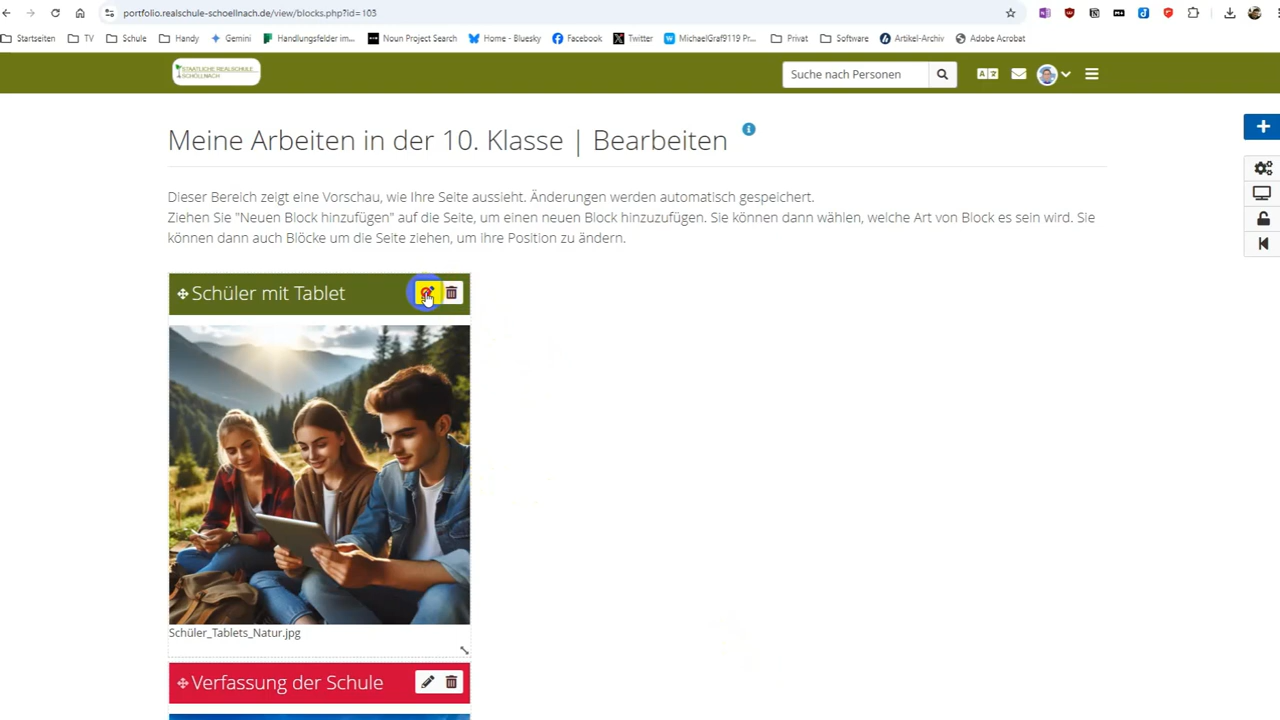 portfolio.realschule-schoellnach.de/view/blocks.php?id=103
Startseiten TV Schule Handy Gemini Handlungsfelder im... Noun Project Search Home - Bluesky Facebook Twitter MichaelGraf9119 Pr... Privat Software Artikel-Archiv Adobe Acrobat
STAATLICHE REALSCHULE
SCHÖLLNACH
Suche nach Personen
Meine Arbeiten in der 10. Klasse | Bearbeiten
Dieser Bereich zeigt eine Vorschau, wie Ihre Seite aussieht. Änderungen werden automatisch gespeichert.
Ziehen Sie "Neuen Block hinzufügen" auf die Seite, um einen neuen Block hinzuzufügen. Sie können dann wählen, welche Art von Block es sein wird. Sie
können dann auch Blöcke um die Seite ziehen, um Ihre Position zu ändern.
Schüler mit Tablet
Schüler_Tablets_Natur.jpg
Verfassung der Schule